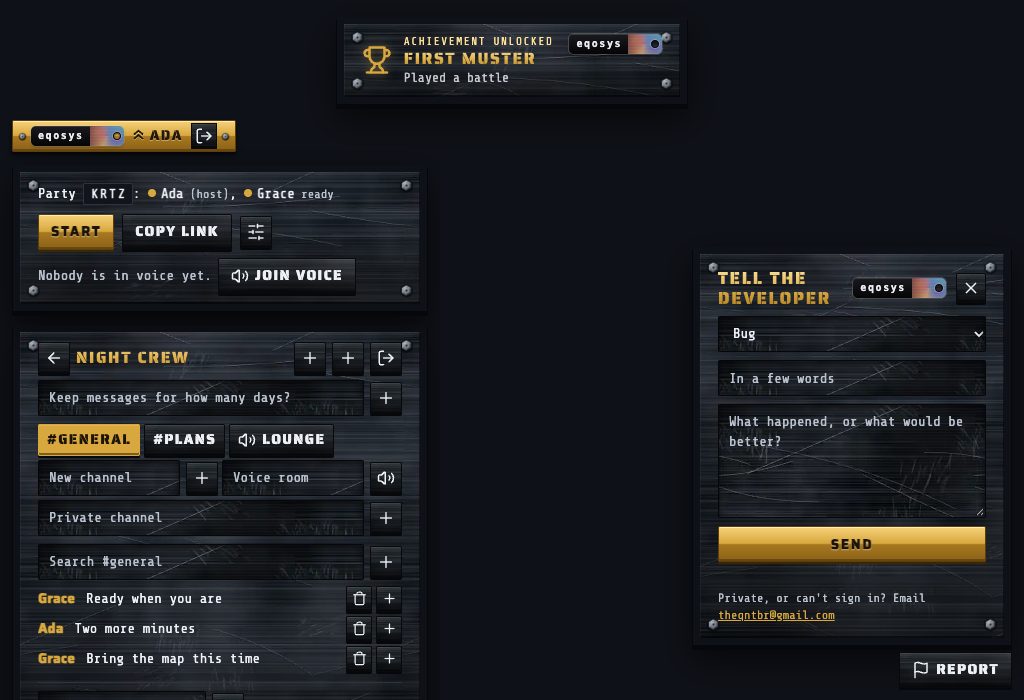 ACHIEVEMENT UNLOCKED
eqosys
FIRST MUSTER
Played a battle
eqosys ADA
Party KRTZ : Ada (host), Grace ready
START COPY LINK
Nobody is in voice yet. JOIN VOICE
NIGHT CREW
Keep messages for how many days?
#GENERAL #PLANS LOUNGE
New channel Voice room
Private channel
Search #general
Grace Ready when you are
Ada Two more minutes
Grace Bring the map this time
TELL THE
DEVELOPER
eqosys
Bug
In a few words
What happened, or what would be
better?
SEND
Private, or can't sign in? Email
theqntbr@gmail.com
REPORT